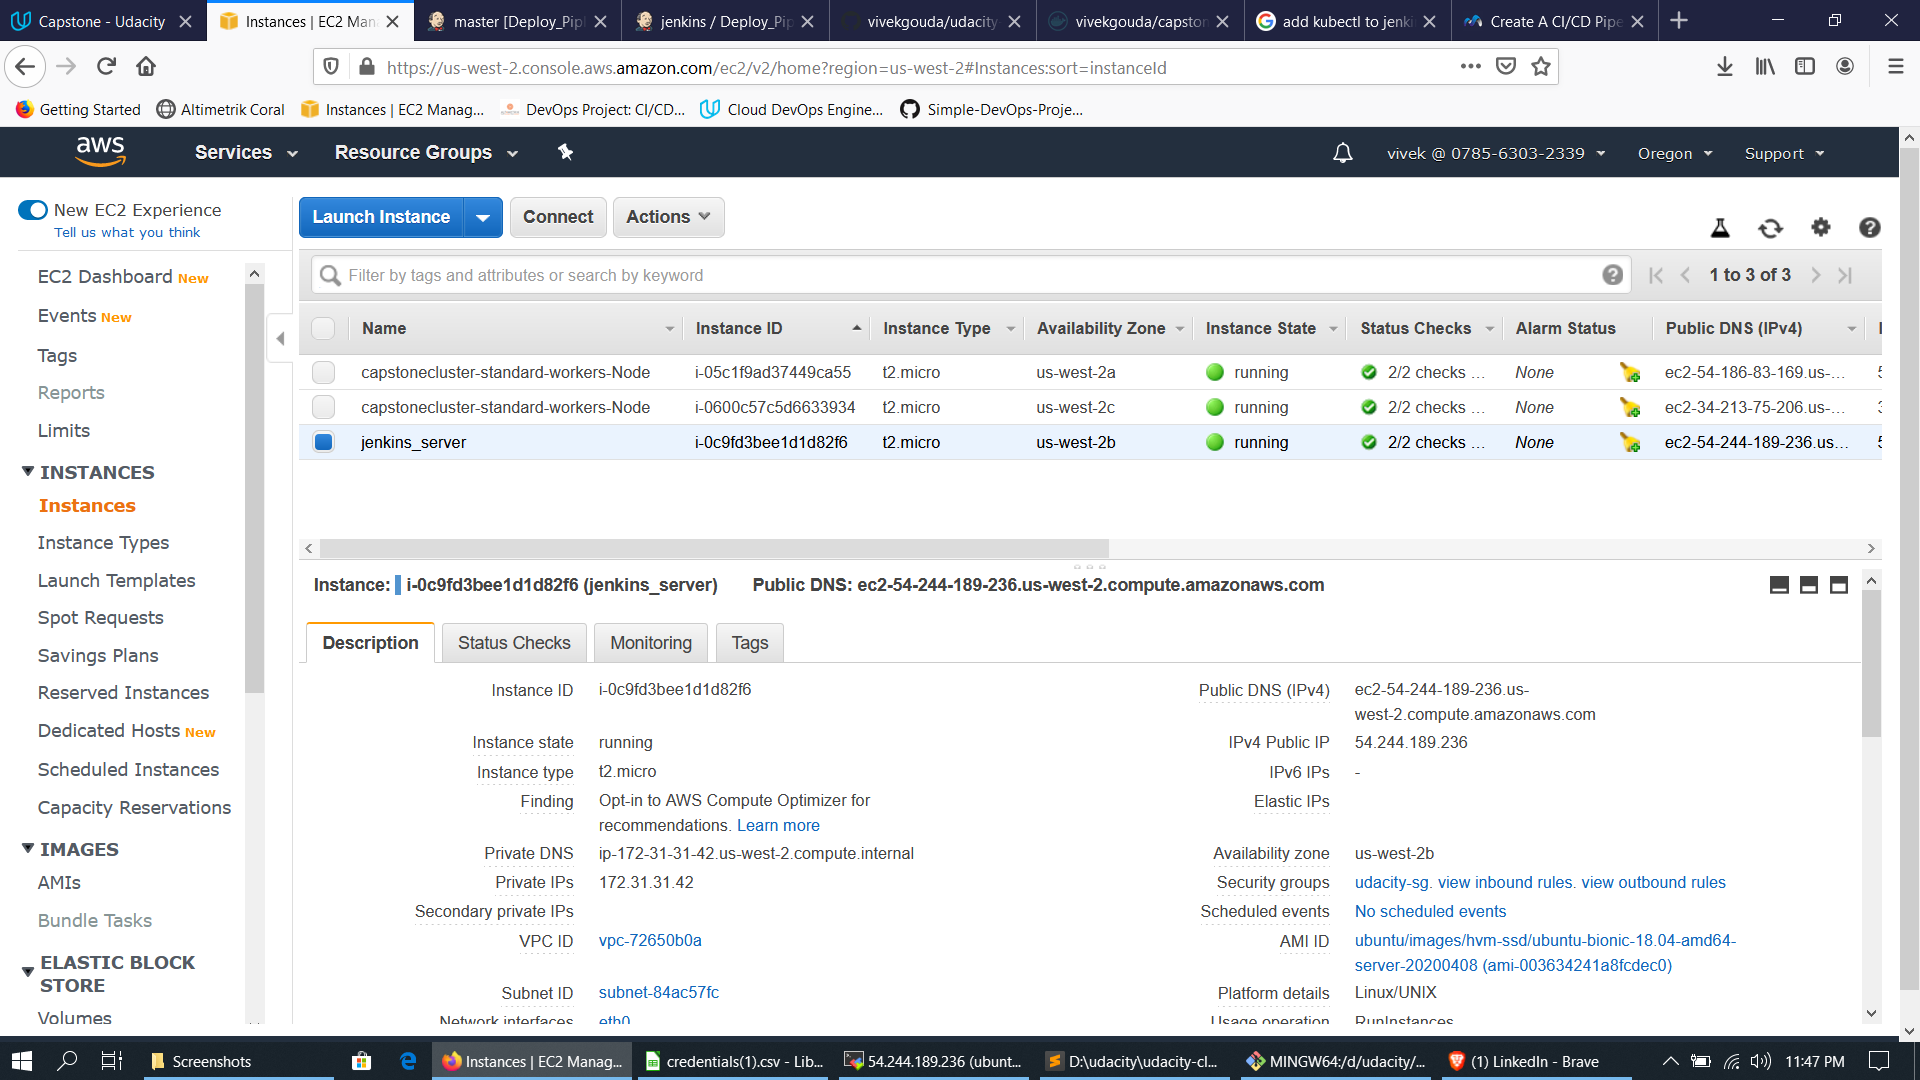 Capstone - Udacity
Instances | EC2 Man
master [Deploy_Pipl
jenkins / Deploy_Pip
vivekgouda/udacity
vivekgouda/capston
add kubectl to jenki
Create A CI/CD Pipe
https://us-west-2.console.aws.amazon.com/ec2/v2/home?region=us-west-2#Instances:sort=instanceId
Getting Started
Altimetrik Coral
Instances | EC2 Manag...
DevOps Project: CI/CD...
Cloud DevOps Engine...
Simple-DevOps-Proje...
aws
Services
Resource Groups
vivek @ 0785-6303-2339
Oregon
Support
New EC2 Experience
Tell us what you think
EC2 Dashboard New
Events New
Tags
Reports
Limits
INSTANCES
Instances
Instance Types
Launch Templates
Spot Requests
Savings Plans
Reserved Instances
Dedicated Hosts New
Scheduled Instances
Capacity Reservations
IMAGES
AMIs
Bundle Tasks
ELASTIC BLOCK
STORE
Volumes
Launch Instance
Connect
Actions
Filter by tags and attributes or search by keyword
1 to 3 of 3
Name Instance ID Instance Type Availability Zone Instance State Status Checks Alarm Status Public DNS (IPv4)
capstonecluster-standard-workers-Node i-05c1f9ad37449ca55 t2.micro us-west-2a running 2/2 checks ... None ec2-54-186-83-169.us-...
capstonecluster-standard-workers-Node i-0600c57c5d6633934 t2.micro us-west-2c running 2/2 checks ... None ec2-34-213-75-206.us-...
jenkins_server i-0c9fd3bee1d1d82f6 t2.micro us-west-2b running 2/2 checks ... None ec2-54-244-189-236.us...
Instance: i-0c9fd3bee1d1d82f6 (jenkins_server) Public DNS: ec2-54-244-189-236.us-west-2.compute.amazonaws.com
Description
Status Checks
Monitoring
Tags
Instance ID i-0c9fd3bee1d1d82f6
Instance state running
Instance type t2.micro
Finding Opt-in to AWS Compute Optimizer for
recommendations. Learn more
Private DNS ip-172-31-31-42.us-west-2.compute.internal
Private IPs 172.31.31.42
Secondary private IPs
VPC ID vpc-72650b0a
Subnet ID subnet-84ac57fc
Network interfaces eth0
Public DNS (IPv4) ec2-54-244-189-236.us-
west-2.compute.amazonaws.com
IPv4 Public IP 54.244.189.236
IPv6 IPs -
Elastic IPs
Availability zone us-west-2b
Security groups udacity-sg. view inbound rules. view outbound rules
Scheduled events No scheduled events
AMI ID ubuntu/images/hvm-ssd/ubuntu-bionic-18.04-amd64-
server-20200408 (ami-003634241a8fcdec0)
Platform details Linux/UNIX
Usage operation RunInstances
Screenshots
Instances | EC2 Manag...
credentials(1).csv - Lib...
54.244.189.236 (ubunt...
D:\udacity\udacity-cl...
MINGW64:/d/udacity/...
(1) LinkedIn - Brave
11:47 PM